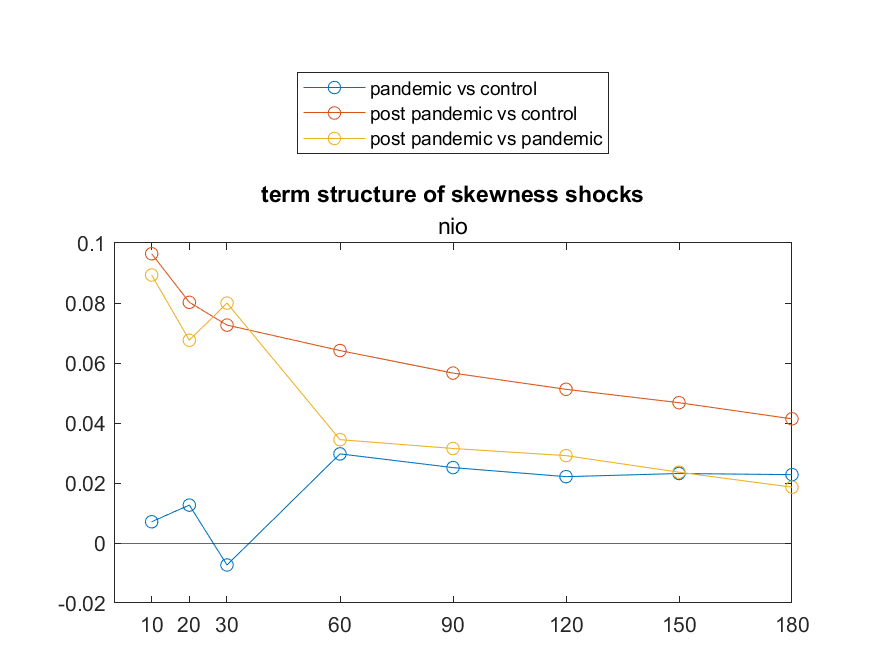 pandemic vs control
post pandemic vs control
post pandemic vs pandemic
term structure of skewness shocks
nio
0.1
0.08
0.06
0.04
0.02
0
-0.02
10 20 30 60 90 120 150 180